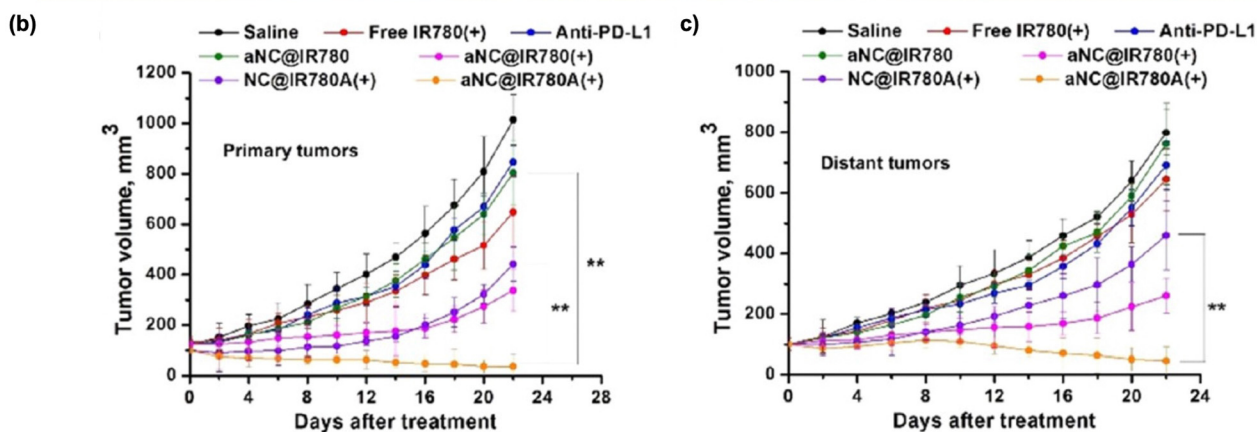 (b)
Saline Free IR780(+) Anti-PD-L1
aNC@IR780 aNC@IR780(+)
NC@IR780A(+) aNC@IR780A(+)
Tumor volume, mm³
1200
1000
800
600
400
200
0
Primary tumors
**
**
0 4 8 12 16 20 24 28
Days after treatment
c)
Saline Free IR780(+) Anti-PD-L1
aNC@IR780 aNC@IR780(+)
NC@IR780A(+) aNC@IR780A(+)
Tumor volume, mm³
1000
800
600
400
200
0
Distant tumors
**
0 4 8 12 16 20 24
Days after treatment